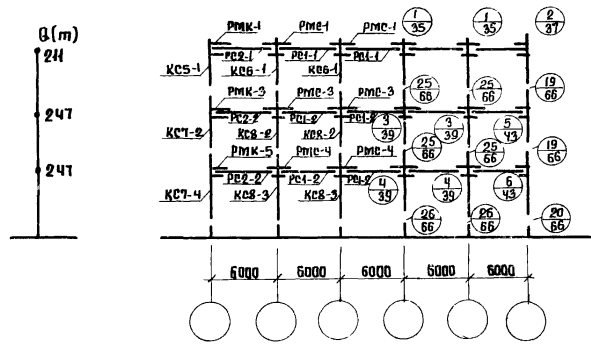 Q(т)
211
247
247
РМК-1
РМС-1
РМС-1
1
35
1
35
2
37
РС2-1
РС1-1
РС1-1
КС5-1
КС6-1
КС6-1
РМК-3
РМС-3
РМС-3
25
66
25
66
19
66
РС2-2
РС1-2
РС1-2
3
39
3
39
5
43
КС7-2
КС8-2
КС8-2
РМК-5
РМС-4
РМС-4
25
66
25
66
19
66
РС2-2
РС1-2
РС1-2
4
39
4
39
6
43
КС7-4
КС8-3
КС8-3
26
66
26
66
20
66
6000
6000
6000
6000
6000